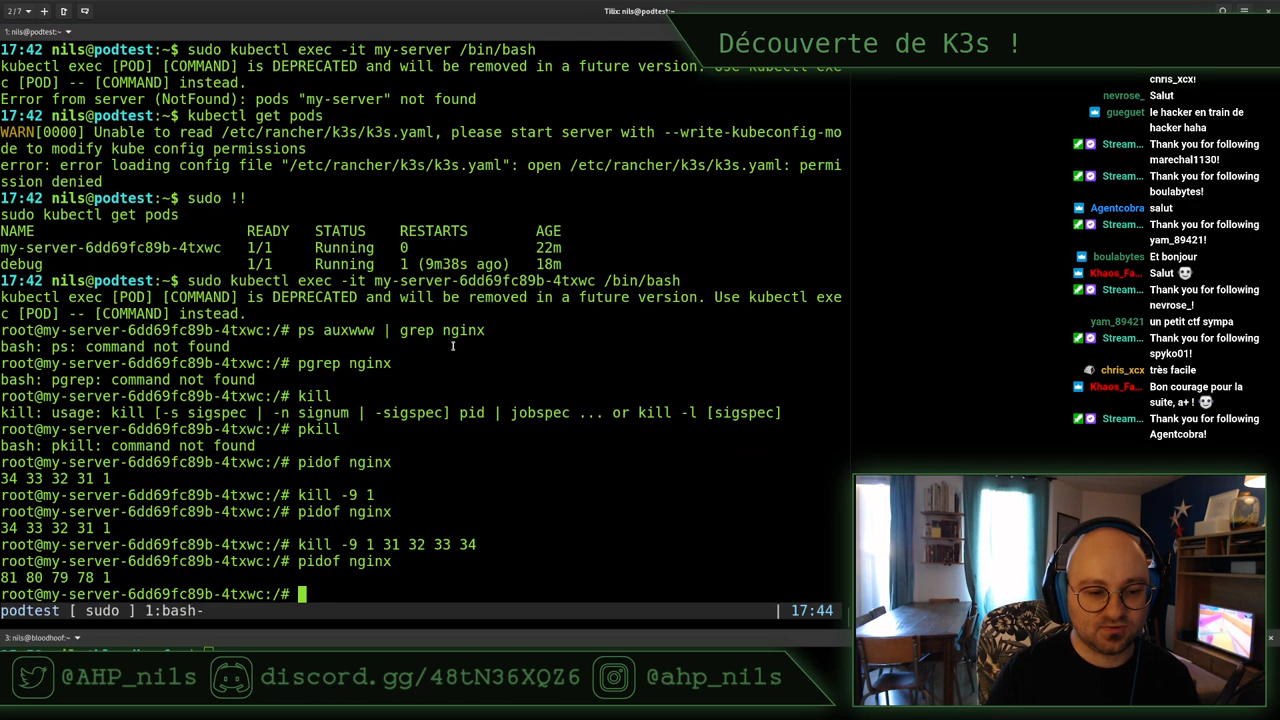 2/7
Tilix: nils@podtest:~
1: nils@podtest:~
Découverte de K3s !
17:42 nils@podtest:~$ sudo kubectl exec -it my-server /bin/bash
kubectl exec [POD] [COMMAND] is DEPRECATED and will be removed in a future version. Use kubectl exe
c [POD] -- [COMMAND] instead.
Error from server (NotFound): pods "my-server" not found
17:42 nils@podtest:~$ kubectl get pods
WARN[0000] Unable to read /etc/rancher/k3s/k3s.yaml, please start server with --write-kubeconfig-mo
de to modify kube config permissions
error: error loading config file "/etc/rancher/k3s/k3s.yaml": open /etc/rancher/k3s/k3s.yaml: permi
ssion denied
17:42 nils@podtest:~$ sudo !!
sudo kubectl get pods
NAME READY STATUS RESTARTS AGE
my-server-6dd69fc89b-4txwc 1/1 Running 0 22m
debug 1/1 Running 1 (9m38s ago) 18m
17:42 nils@podtest:~$ sudo kubectl exec -it my-server-6dd69fc89b-4txwc /bin/bash
kubectl exec [POD] [COMMAND] is DEPRECATED and will be removed in a future version. Use kubectl exe
c [POD] -- [COMMAND] instead.
root@my-server-6dd69fc89b-4txwc:/# ps auxwww | grep nginx
bash: ps: command not found
root@my-server-6dd69fc89b-4txwc:/# pgrep nginx
bash: pgrep: command not found
root@my-server-6dd69fc89b-4txwc:/# kill
kill: usage: kill [-s sigspec | -n signum | -sigspec] pid | jobspec ... or kill -l [sigspec]
root@my-server-6dd69fc89b-4txwc:/# pkill
bash: pkill: command not found
root@my-server-6dd69fc89b-4txwc:/# pidof nginx
34 33 32 31 1
root@my-server-6dd69fc89b-4txwc:/# kill -9 1
root@my-server-6dd69fc89b-4txwc:/# pidof nginx
34 33 32 31 1
root@my-server-6dd69fc89b-4txwc:/# kill -9 1 31 32 33 34
root@my-server-6dd69fc89b-4txwc:/# pidof nginx
81 80 79 78 1
root@my-server-6dd69fc89b-4txwc:/#
podtest [ sudo ] 1:bash- | 17:44
3: nils@bloodhoof:~
chris_xcx!
nevrose_ Salut
gueguet le hacker en train de
hacker haha
Stream... Thank you for following
marechal1130!
Stream... Thank you for following
boulabytes!
Agentcobra salut
Stream... Thank you for following
yam_89421!
boulabytes Et bonjour
Khaos_Fa... Salut
Stream... Thank you for following
nevrose_!
yam_89421 un petit ctf sympa
Stream... Thank you for following
spyko01!
chris_xcx très facile
Khaos_Fa... Bon courage pour la
suite, a+ !
Stream... Thank you for following
Agentcobra!
@AHP_nils discord.gg/48tN36XQZ6 @ahp_nils